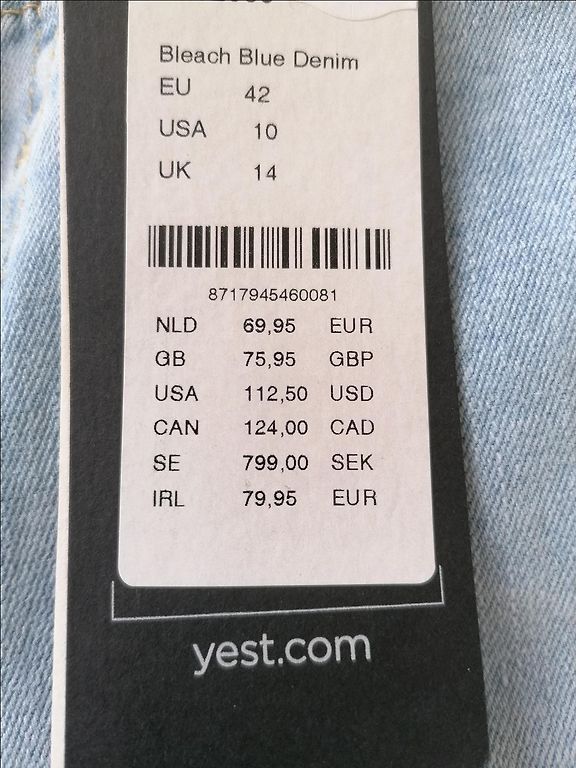 Bleach Blue Denim
EU 42
USA 10
UK 14
8717945460081
NLD 69,95 EUR
GB 75,95 GBP
USA 112,50 USD
CAN 124,00 CAD
SE 799,00 SEK
IRL 79,95 EUR
yest.com